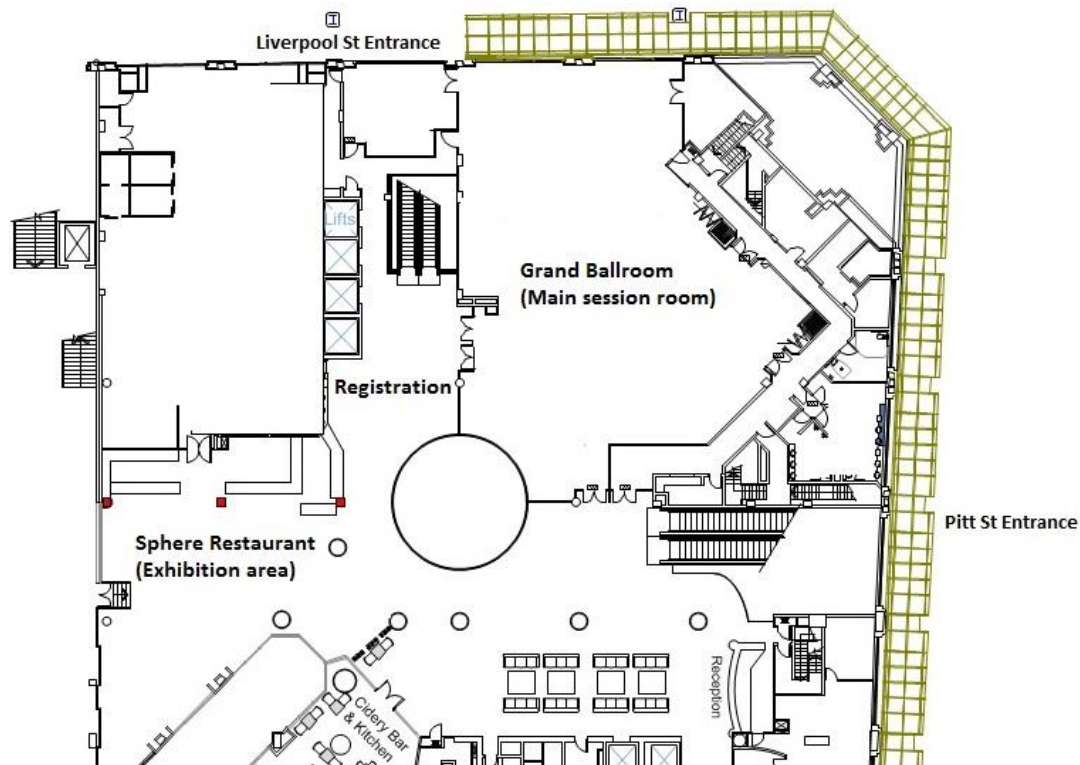 Liverpool St Entrance
Lifts
Grand Ballroom
(Main session room)
Registration
Pitt St Entrance
Sphere Restaurant
(Exhibition area)
Reception
Cidery Bar
& Kitchen